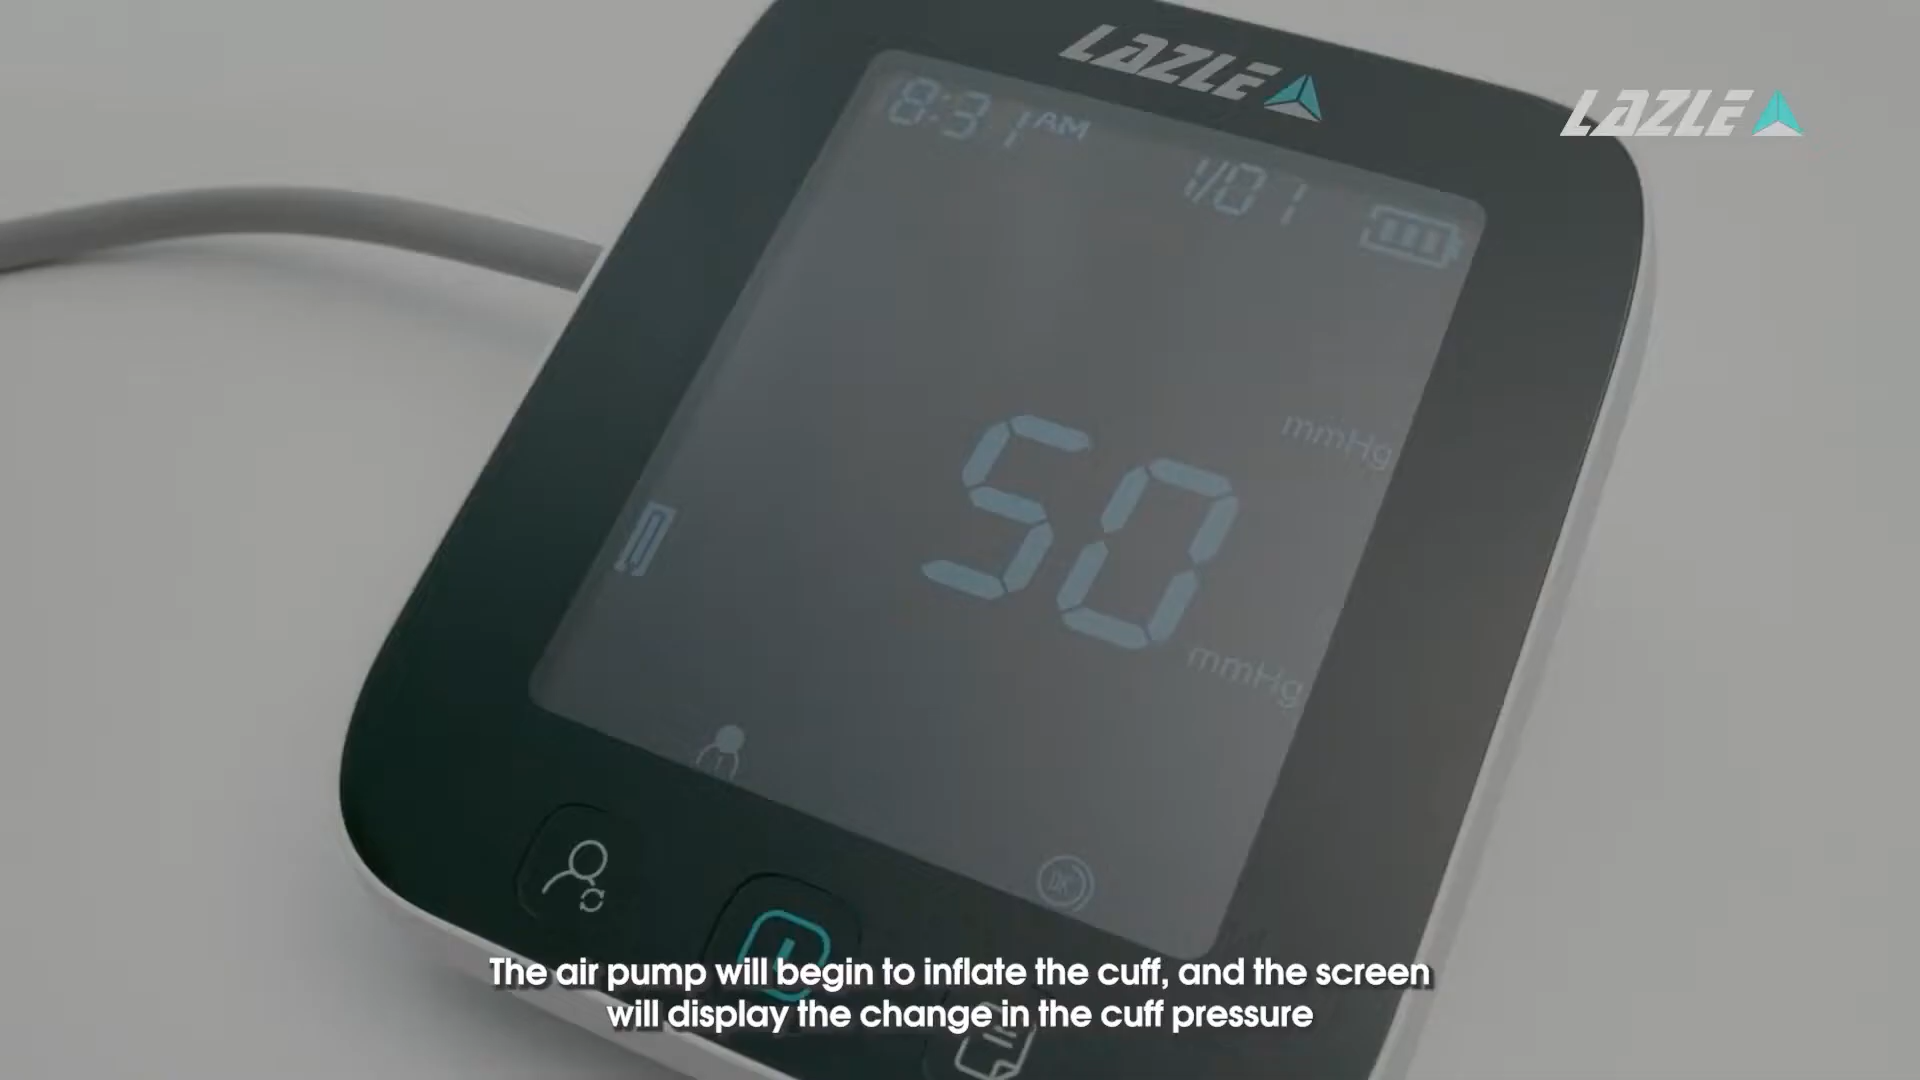 LAZLE
LAZLE
8:31 AM
1/01
mmHg
50
mmHg
OK
The air pump will begin to inflate the cuff, and the screen
will display the change in the cuff pressure